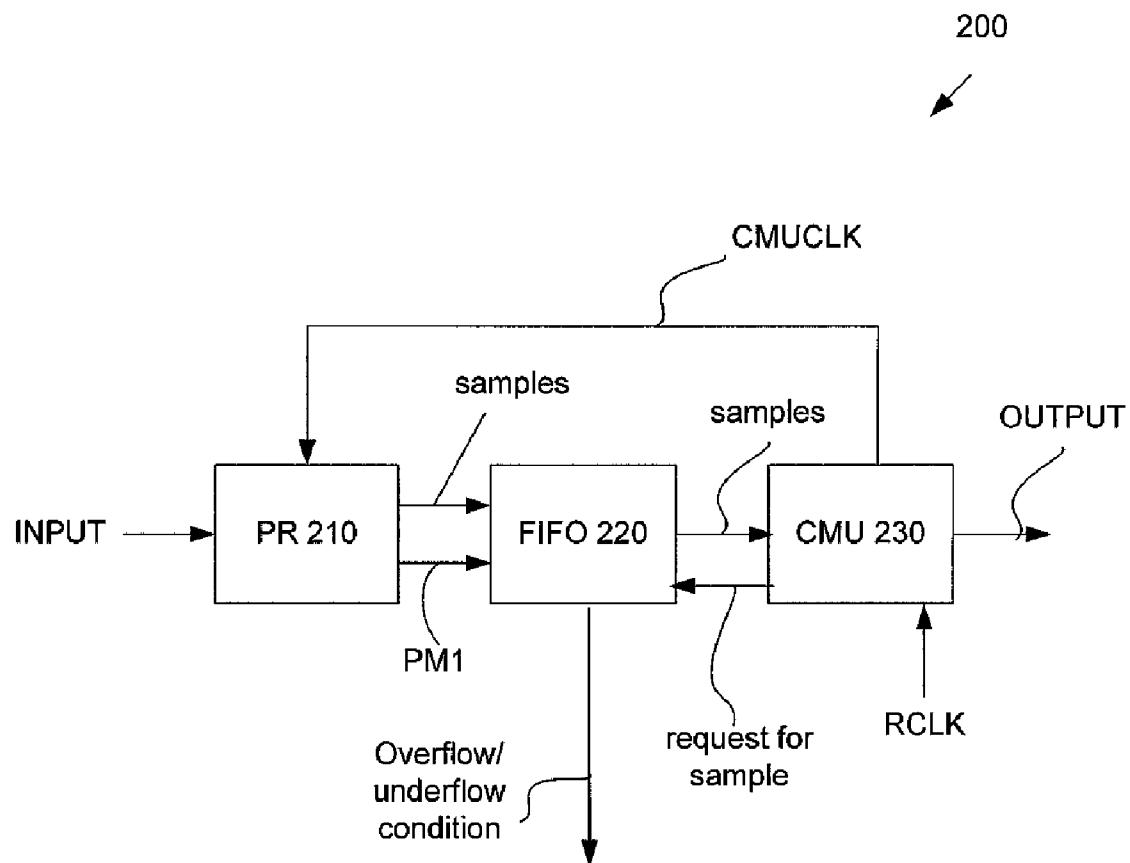 200
CMUCLK
samples
samples
OUTPUT
INPUT
PR 210
FIFO 220
CMU 230
PM1
RCLK
request for
sample
Overflow/
underflow
condition